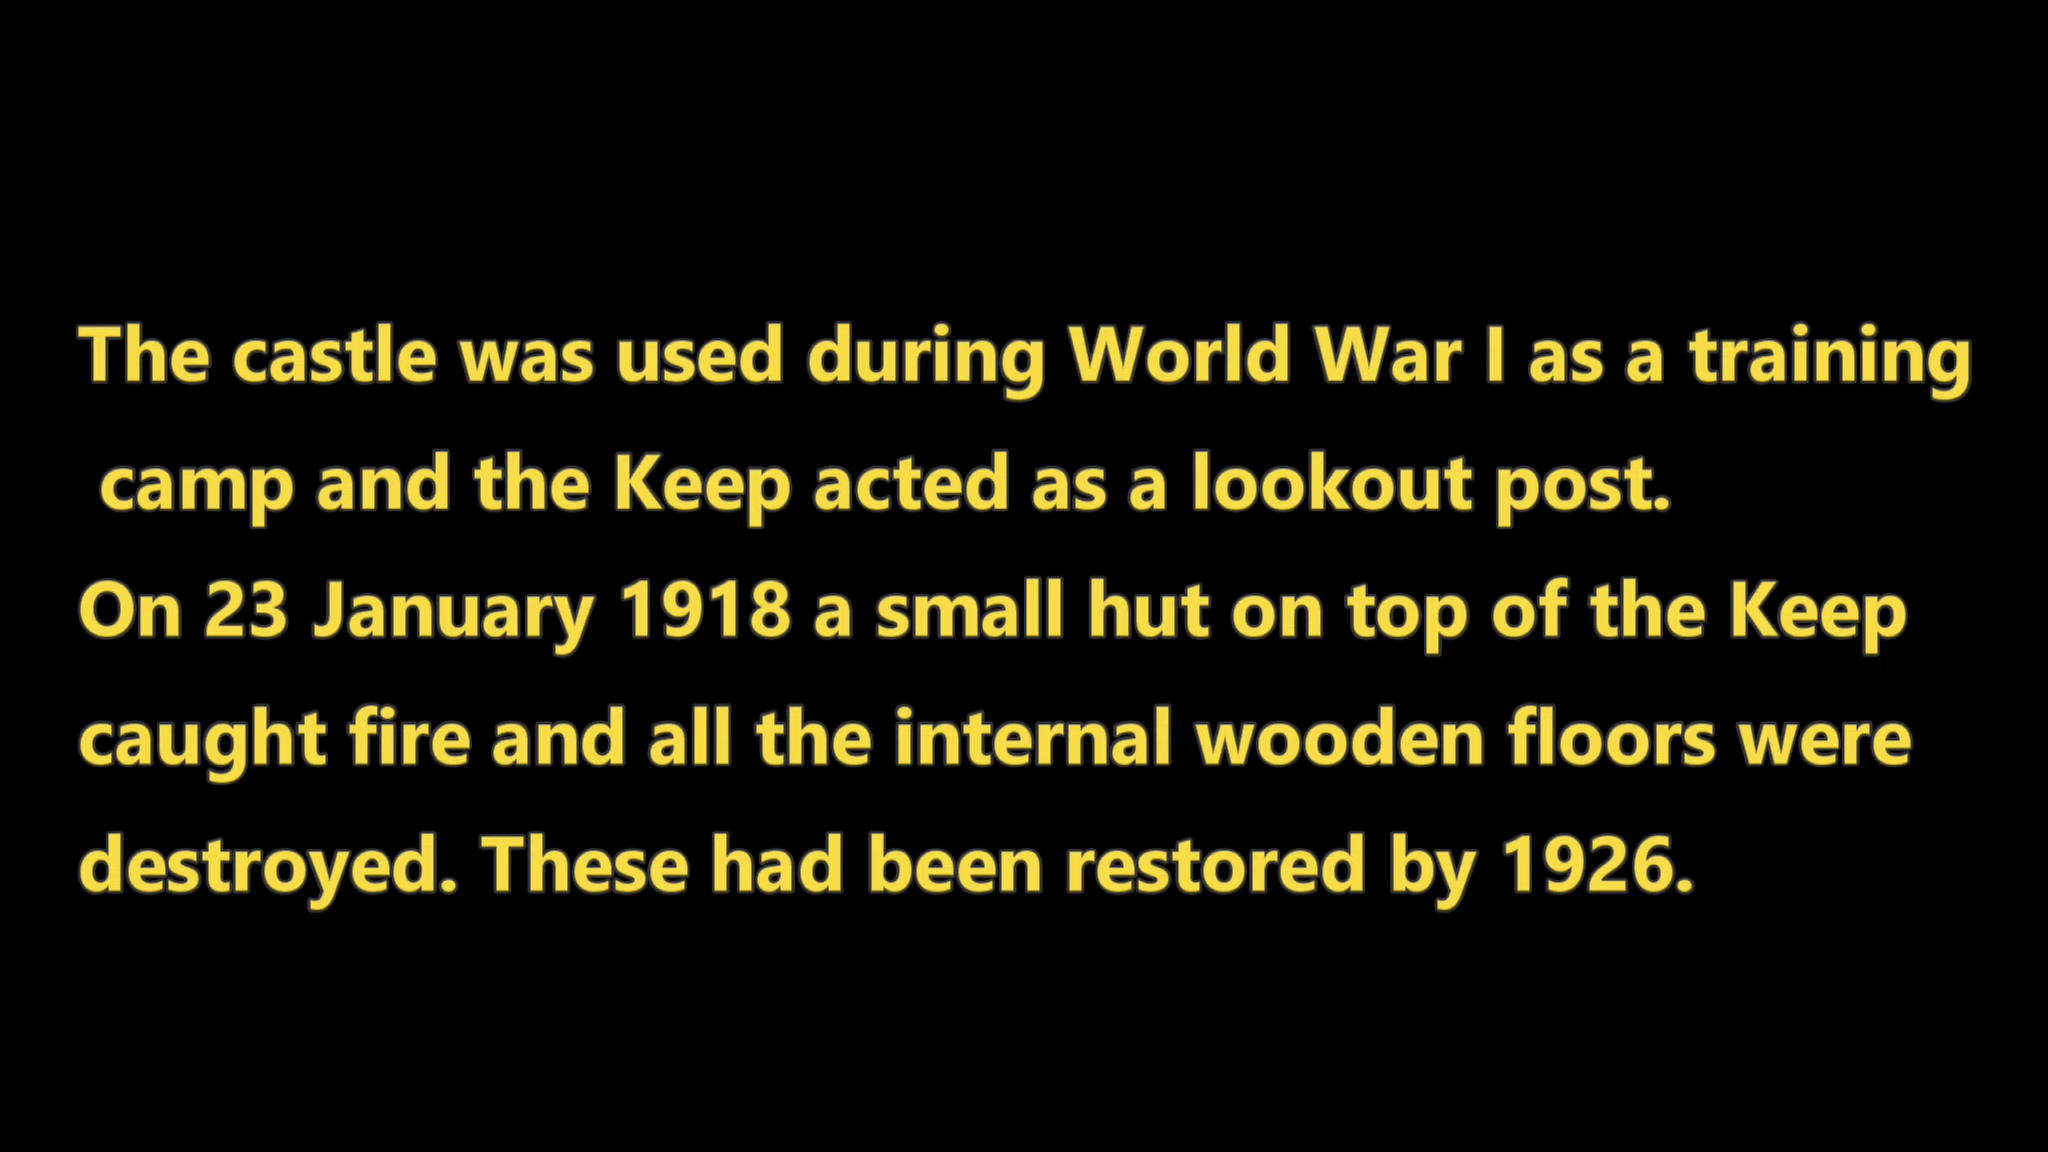 The castle was used during World War I as a training
camp and the Keep acted as a lookout post.
On 23 January 1918 a small hut on top of the Keep
caught fire and all the internal wooden floors were
destroyed. These had been restored by 1926.